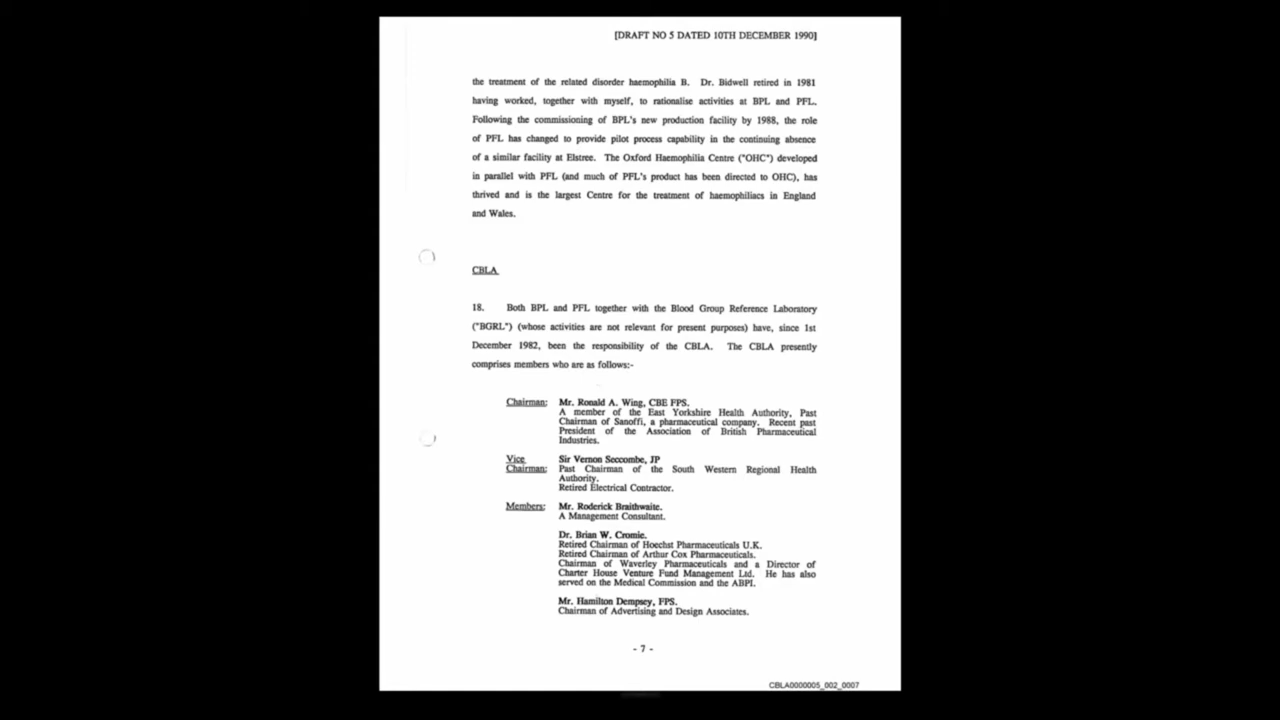 [DRAFT NO 5 DATED 10TH DECEMBER 1990]
the treatment of the related disorder haemophilia B. Dr. Bidwell retired in 1981
having worked, together with myself, to rationalise activities at BPL and PFL.
Following the commissioning of BPL's new production facility by 1988, the role
of PFL has changed to provide pilot process capability in the continuing absence
of a similar facility at Elstree. The Oxford Haemophilia Centre ("OHC") developed
in parallel with PFL (and much of PFL's product has been directed to OHC), has
thrived and is the largest Centre for the treatment of haemophiliacs in England
and Wales.
CBLA
18. Both BPL and PFL together with the Blood Group Reference Laboratory
("BGRL") (whose activities are not relevant for present purposes) have, since 1st
December 1982, been the responsibility of the CBLA. The CBLA presently
comprises members who are as follows:-
Chairman: Mr. Ronald A. Wing, CBE FPS.
A member of the East Yorkshire Health Authority, Past
Chairman of Sanoffi, a pharmaceutical company. Recent past
President of the Association of British Pharmaceutical
Industries.
Vice Sir Vernon Seccombe, JP
Chairman: Past Chairman of the South Western Regional Health
Authority.
Retired Electrical Contractor.
Members: Mr. Roderick Braithwaite.
A Management Consultant.
Dr. Brian W. Cromie.
Retired Chairman of Hoechst Pharmaceuticals U.K.
Retired Chairman of Arthur Cox Pharmaceuticals.
Chairman of Waverley Pharmaceuticals and a Director of
Charter House Venture Fund Management Ltd. He has also
served on the Medical Commission and the ABPI.
Mr. Hamilton Dempsey, FPS.
Chairman of Advertising and Design Associates.
- 7 -
CBLA0000005_002_0007